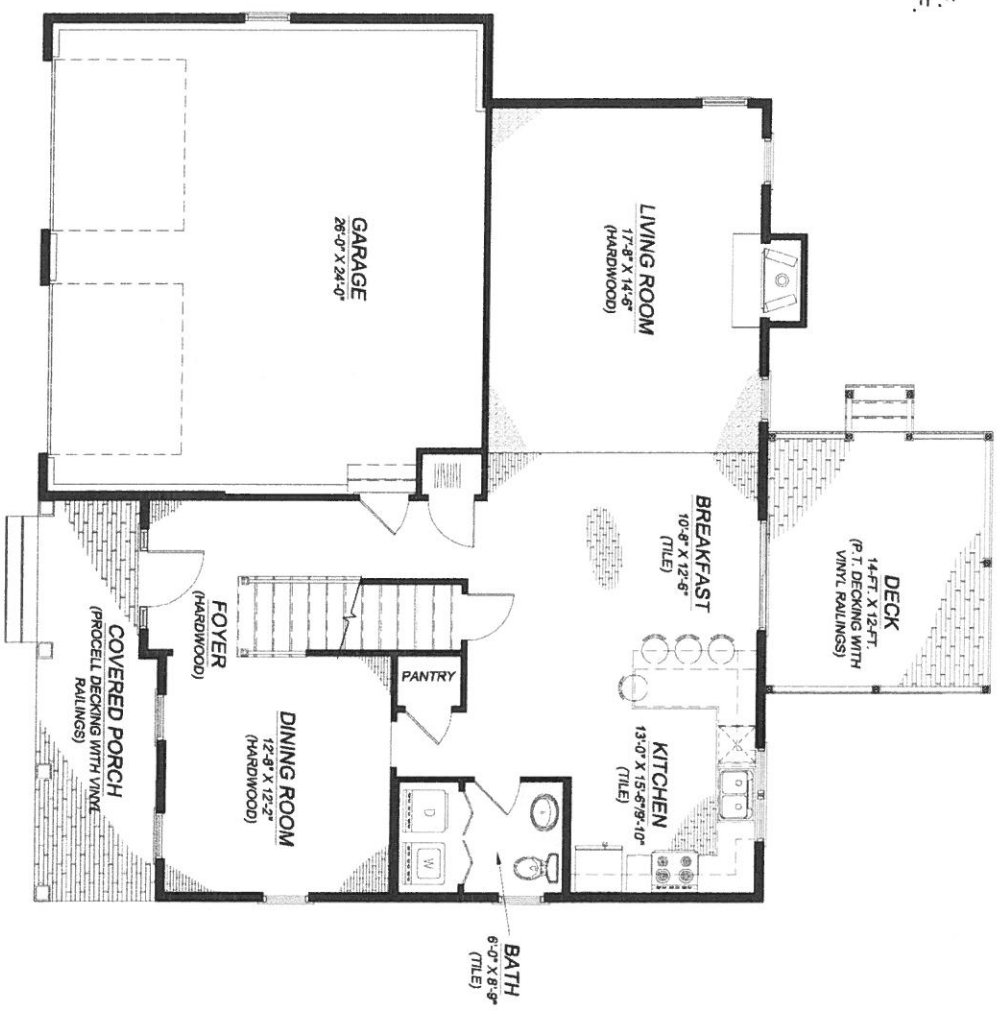 LIVING ROOM
17'-8" X 14'-6"
(HARDWOOD)
GARAGE
26'-0" X 24'-0"
DECK
14-FT. X 12-FT.
(P.T. DECKING WITH
VINYL RAILINGS)
BREAKFAST
10'-8" X 12'-6"
(TILE)
FOYER
(HARDWOOD)
PANTRY
COVERED PORCH
(PROCELL DECKING WITH VINYL
RAILINGS)
DINING ROOM
12'-8" X 12'-2"
(HARDWOOD)
KITCHEN
13'-0" X 15'-6"/9'-10"
(TILE)
D
W
BATH
6'-0" X 8'-9"
(TILE)